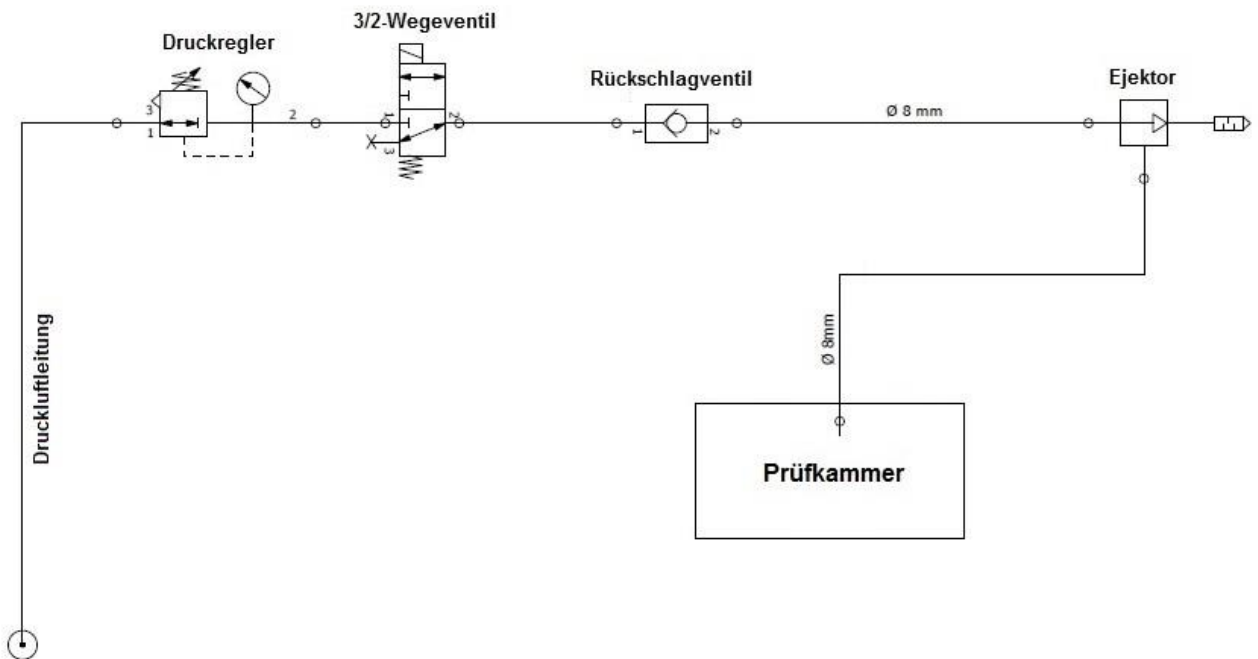 3/2-Wegeventil
Druckregler
Rückschlagventil
Ejektor
3
1
2
1
2
3
1
2
Ø 8 mm
Ø 8mm
Druckluftleitung
Prüfkammer